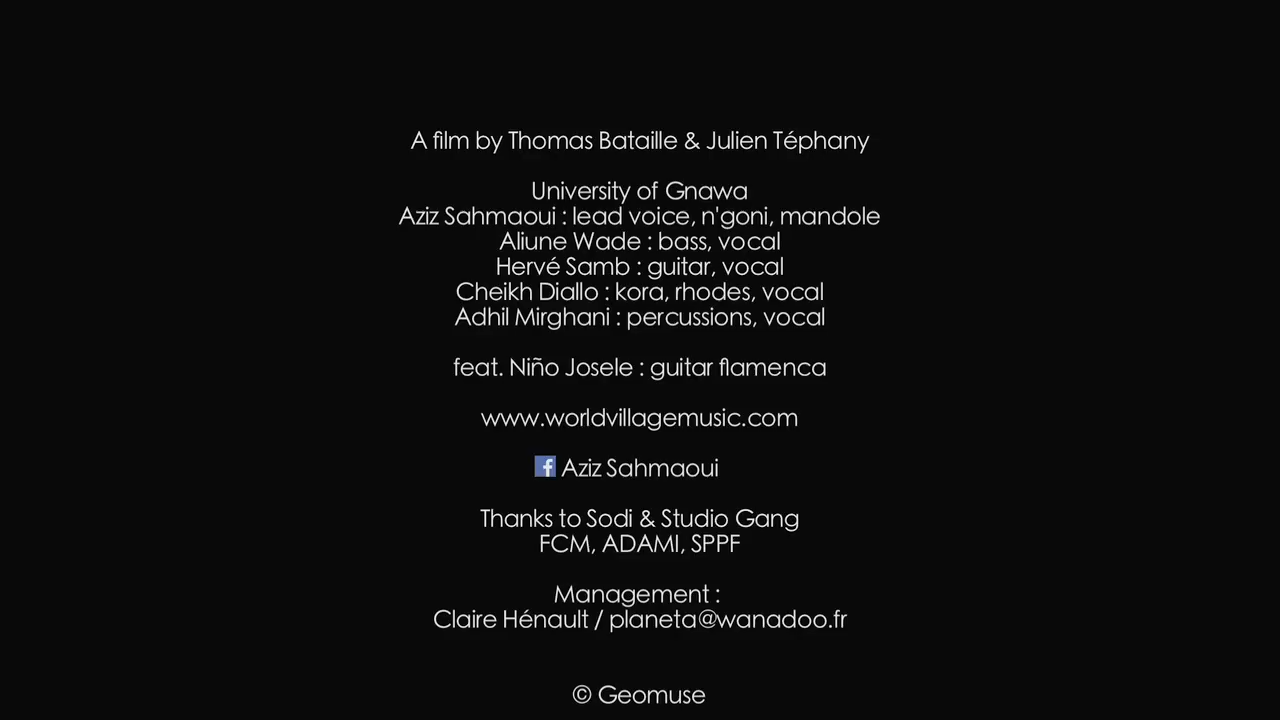 A film by Thomas Bataille & Julien Téphany
University of Gnawa
Aziz Sahmaoui : lead voice, n'goni, mandole
Aliune Wade : bass, vocal
Hervé Samb : guitar, vocal
Cheikh Diallo : kora, rhodes, vocal
Adhil Mirghani : percussions, vocal
feat. Niño Josele : guitar flamenca
www.worldvillagemusic.com
f Aziz Sahmaoui
Thanks to Sodi & Studio Gang
FCM, ADAMI, SPPF
Management :
Claire Hénault / planeta@wanadoo.fr
© Geomuse